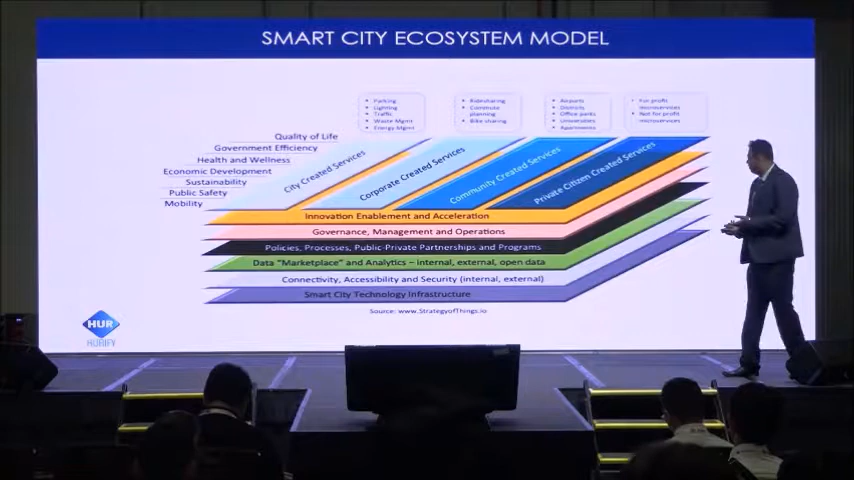 SMART CITY ECOSYSTEM MODEL
• Parking
• Lighting
• Traffic
• Waste Mgmt
• Energy Mgmt
• Ridesharing
• Commute planning
• Bike sharing
• Airports
• Districts
• Office parks
• Universities
• Apartments
• For profit microservices
• Not for profit microservices
Quality of Life
Government Efficiency
Health and Wellness
Economic Development
Sustainability
Public Safety
Mobility
City Created Services
Corporate Created Services
Community Created Services
Private Citizen Created Services
Innovation Enablement and Acceleration
Governance, Management and Operations
Policies, Processes, Public-Private Partnerships and Programs
Data "Marketplace" and Analytics – internal, external, open data
Connectivity, Accessibility and Security (internal, external)
Smart City Technology Infrastructure
Source: www.StrategyofThings.io
HUR
HURIFY